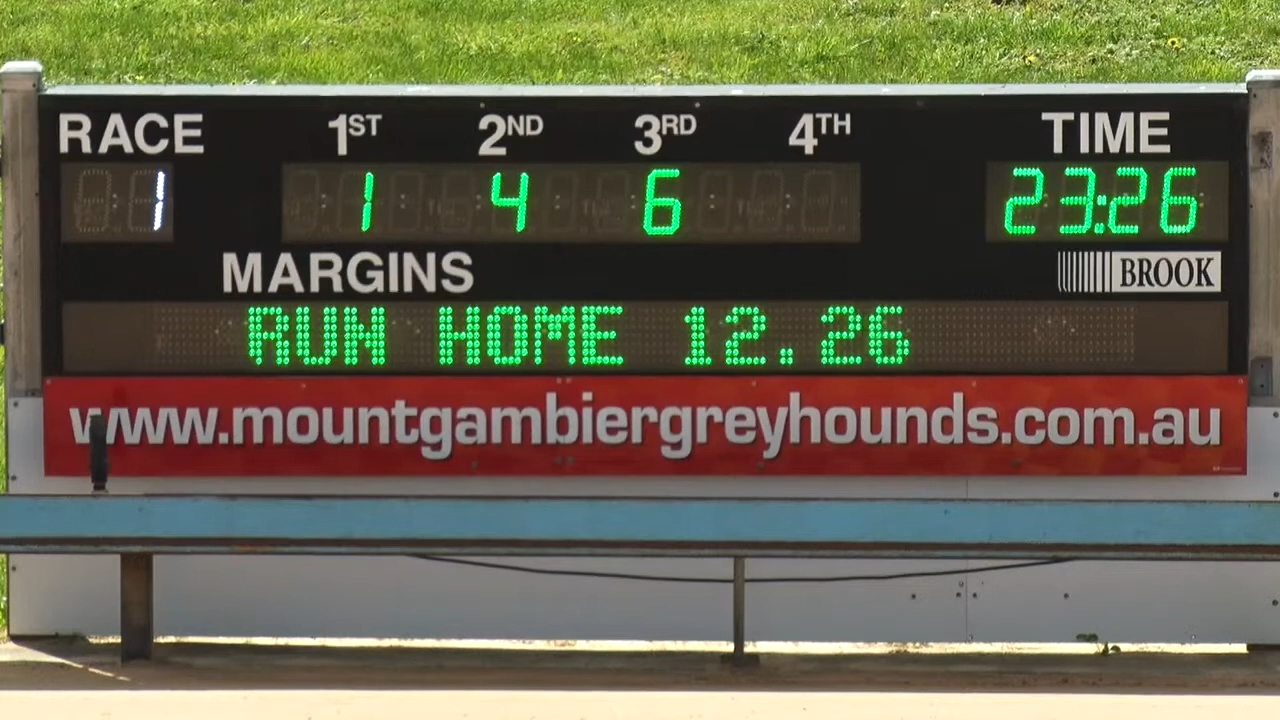 RACE 1ST 2ND 3RD 4TH TIME
1 1 4 6 23:26
MARGINS BROOK
RUN HOME 12.26
www.mountgambiergreyhounds.com.au